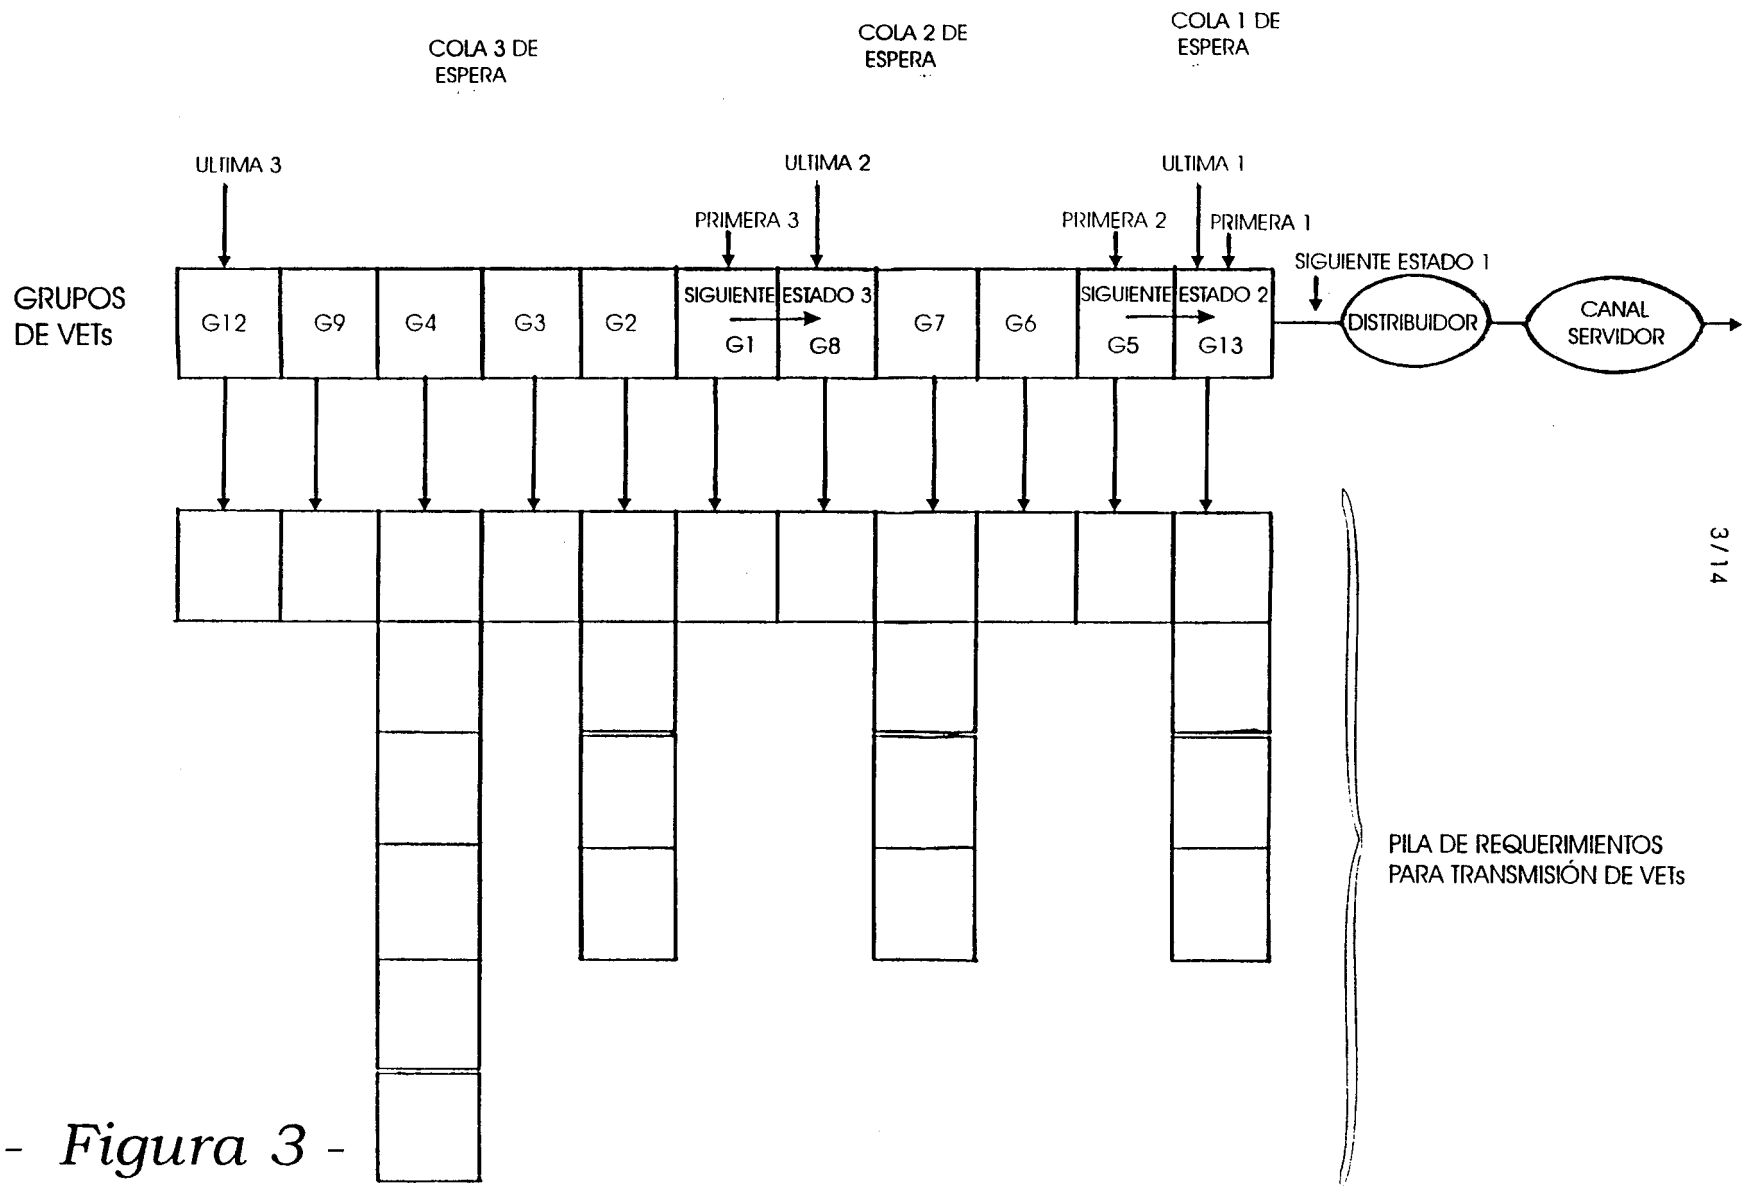 COLA 3 DE
ESPERA
COLA 2 DE
ESPERA
COLA 1 DE
ESPERA
ULTIMA 3
ULTIMA 2
ULTIMA 1
PRIMERA 3
PRIMERA 2
PRIMERA 1
SIGUIENTE ESTADO 1
GRUPOS
DE VETs
G12
G9
G4
G3
G2
SIGUIENTE ESTADO 3
G1
G8
G7
G6
SIGUIENTE ESTADO 2
G5
G13
DISTRIBUIDOR
CANAL
SERVIDOR
3/14
PILA DE REQUERIMIENTOS
PARA TRANSMISIÓN DE VETs
- Figura 3 -